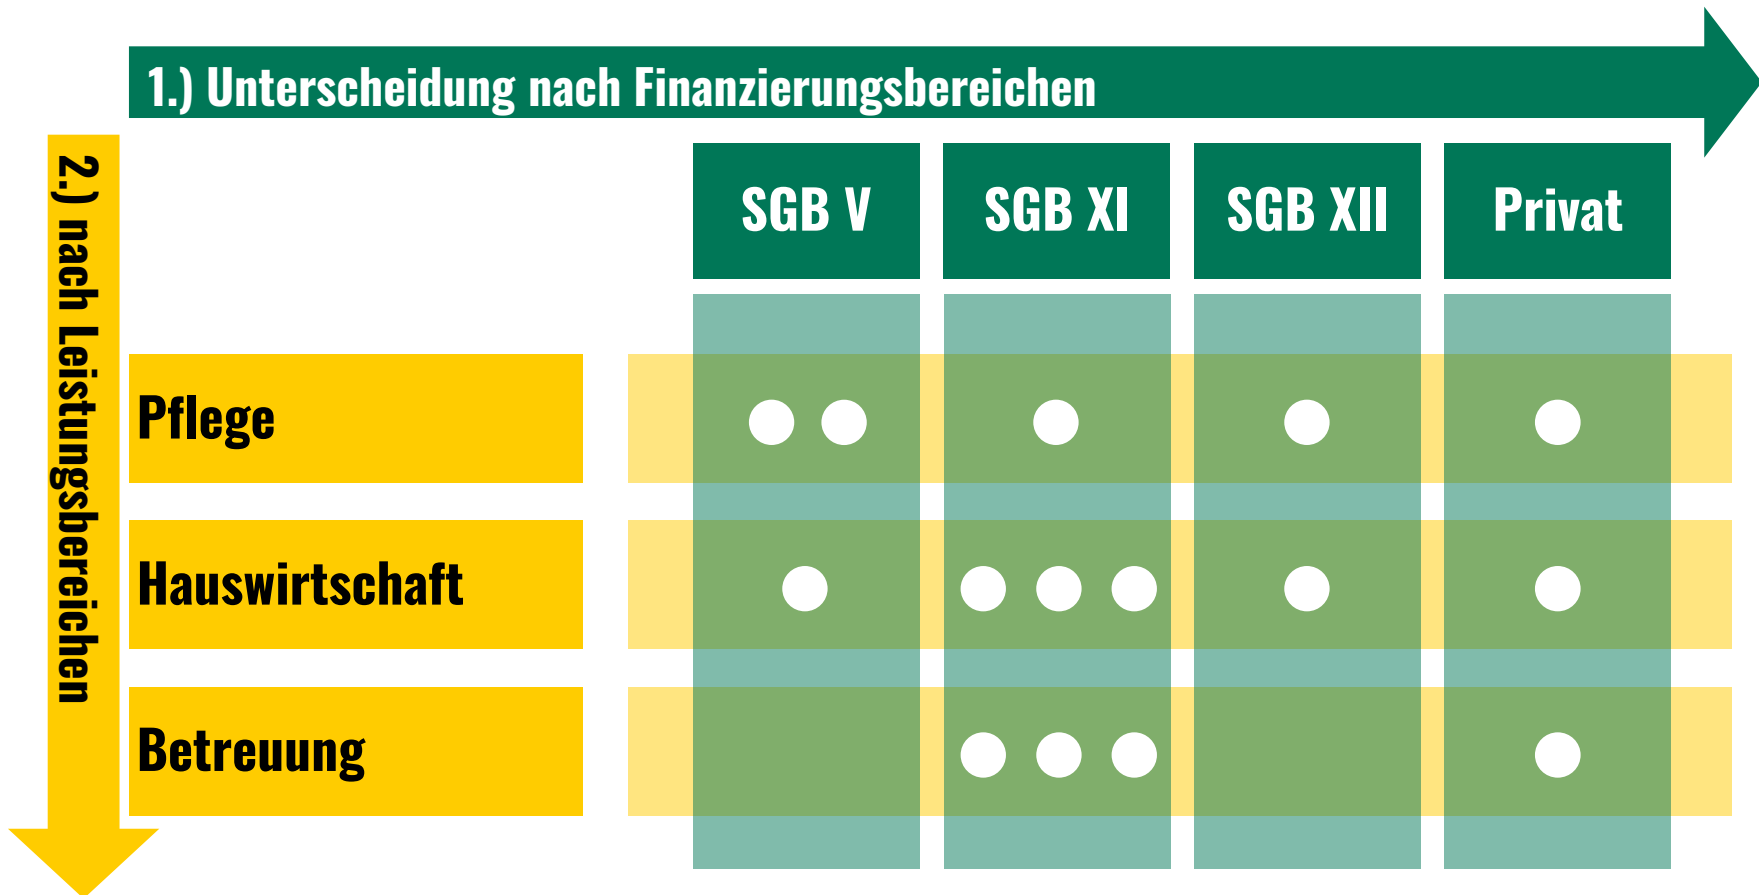 1.) Unterscheidung nach Finanzierungsbereichen
2.) nach Leistungsbereichen
SGB V
SGB XI
SGB XII
Privat
Pflege
Hauswirtschaft
Betreuung